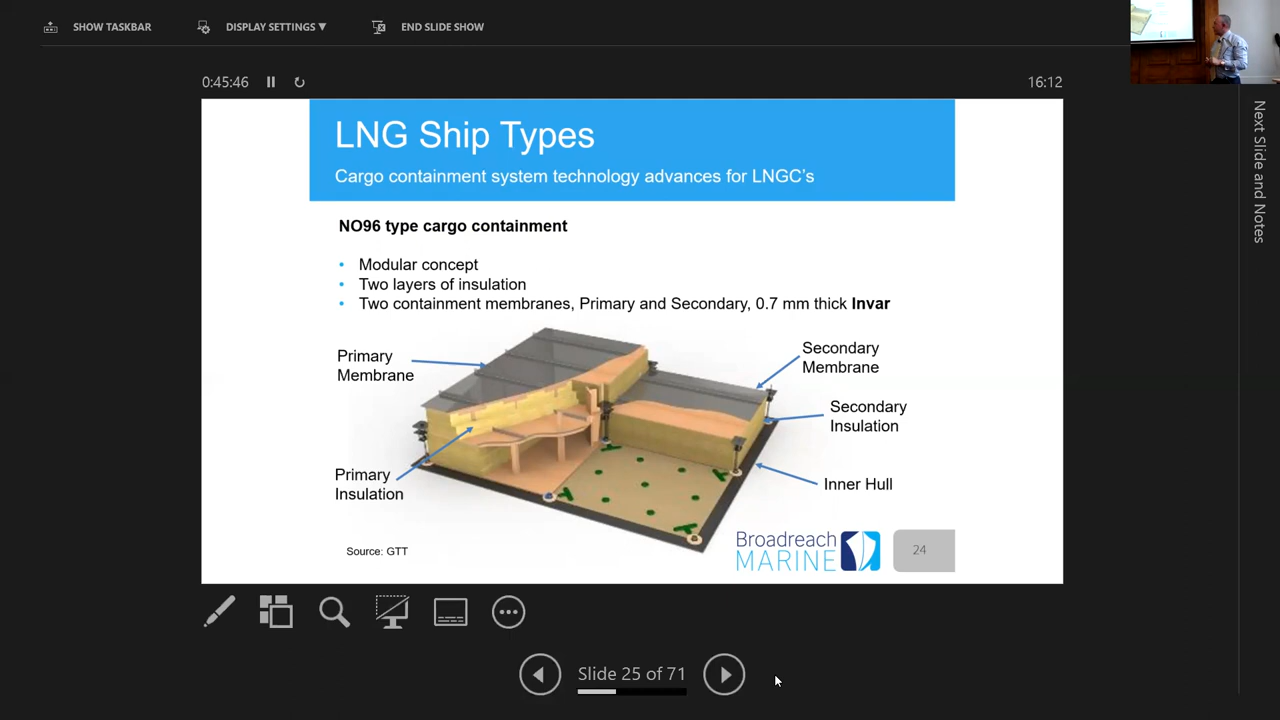 SHOW TASKBAR
DISPLAY SETTINGS ▼
END SLIDE SHOW
0:45:46
16:12
Next Slide and Notes
LNG Ship Types
Cargo containment system technology advances for LNGC's
NO96 type cargo containment
• Modular concept
• Two layers of insulation
• Two containment membranes, Primary and Secondary, 0.7 mm thick Invar
Primary
Membrane
Secondary
Membrane
Secondary
Insulation
Primary
Insulation
Inner Hull
Source: GTT
Broadreach
MARINE
24
Slide 25 of 71